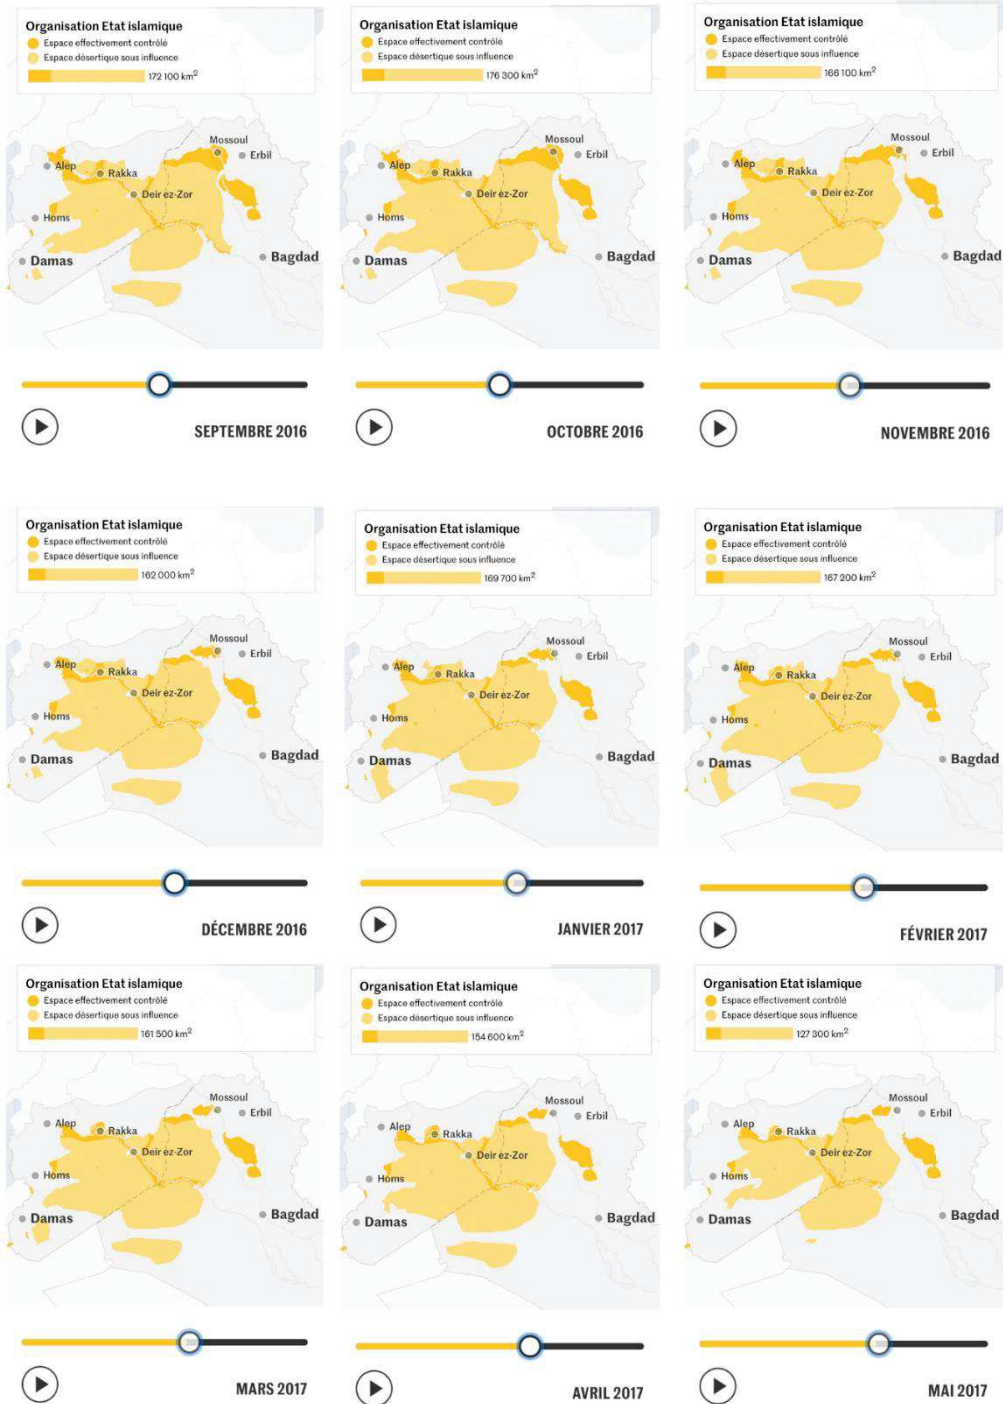 Organisation Etat islamique
Espace effectivement contrôlé
Espace désertique sous influence
172 100 km²
Mossoul
Erbil
Alep
Rakka
Deir ez-Zor
Homs
Damas
Bagdad
SEPTEMBRE 2016
Organisation Etat islamique
Espace effectivement contrôlé
Espace désertique sous influence
176 300 km²
Mossoul
Erbil
Alep
Rakka
Deir ez-Zor
Homs
Damas
Bagdad
OCTOBRE 2016
Organisation Etat islamique
Espace effectivement contrôlé
Espace désertique sous influence
166 100 km²
Mossoul
Erbil
Alep
Rakka
Deir ez-Zor
Homs
Damas
Bagdad
NOVEMBRE 2016
Organisation Etat islamique
Espace effectivement contrôlé
Espace désertique sous influence
162 000 km²
Mossoul
Erbil
Alep
Rakka
Deir ez-Zor
Homs
Damas
Bagdad
DÉCEMBRE 2016
Organisation Etat islamique
Espace effectivement contrôlé
Espace désertique sous influence
169 700 km²
Mossoul
Erbil
Alep
Rakka
Deir ez-Zor
Homs
Damas
Bagdad
JANVIER 2017
Organisation Etat islamique
Espace effectivement contrôlé
Espace désertique sous influence
167 200 km²
Mossoul
Erbil
Alep
Rakka
Deir ez-Zor
Homs
Damas
Bagdad
FÉVRIER 2017
Organisation Etat islamique
Espace effectivement contrôlé
Espace désertique sous influence
161 500 km²
Mossoul
Erbil
Alep
Rakka
Deir ez-Zor
Homs
Damas
Bagdad
MARS 2017
Organisation Etat islamique
Espace effectivement contrôlé
Espace désertique sous influence
154 600 km²
Mossoul
Erbil
Alep
Rakka
Deir ez-Zor
Homs
Damas
Bagdad
AVRIL 2017
Organisation Etat islamique
Espace effectivement contrôlé
Espace désertique sous influence
127 300 km²
Mossoul
Erbil
Alep
Rakka
Deir ez-Zor
Homs
Damas
Bagdad
MAI 2017